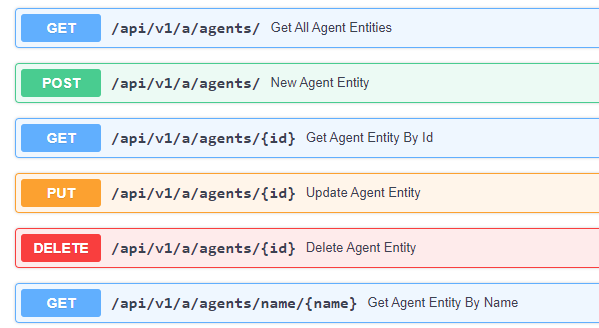 GET /api/v1/a/agents/ Get All Agent Entities
POST /api/v1/a/agents/ New Agent Entity
GET /api/v1/a/agents/{id} Get Agent Entity By Id
PUT /api/v1/a/agents/{id} Update Agent Entity
DELETE /api/v1/a/agents/{id} Delete Agent Entity
GET /api/v1/a/agents/name/{name} Get Agent Entity By Name